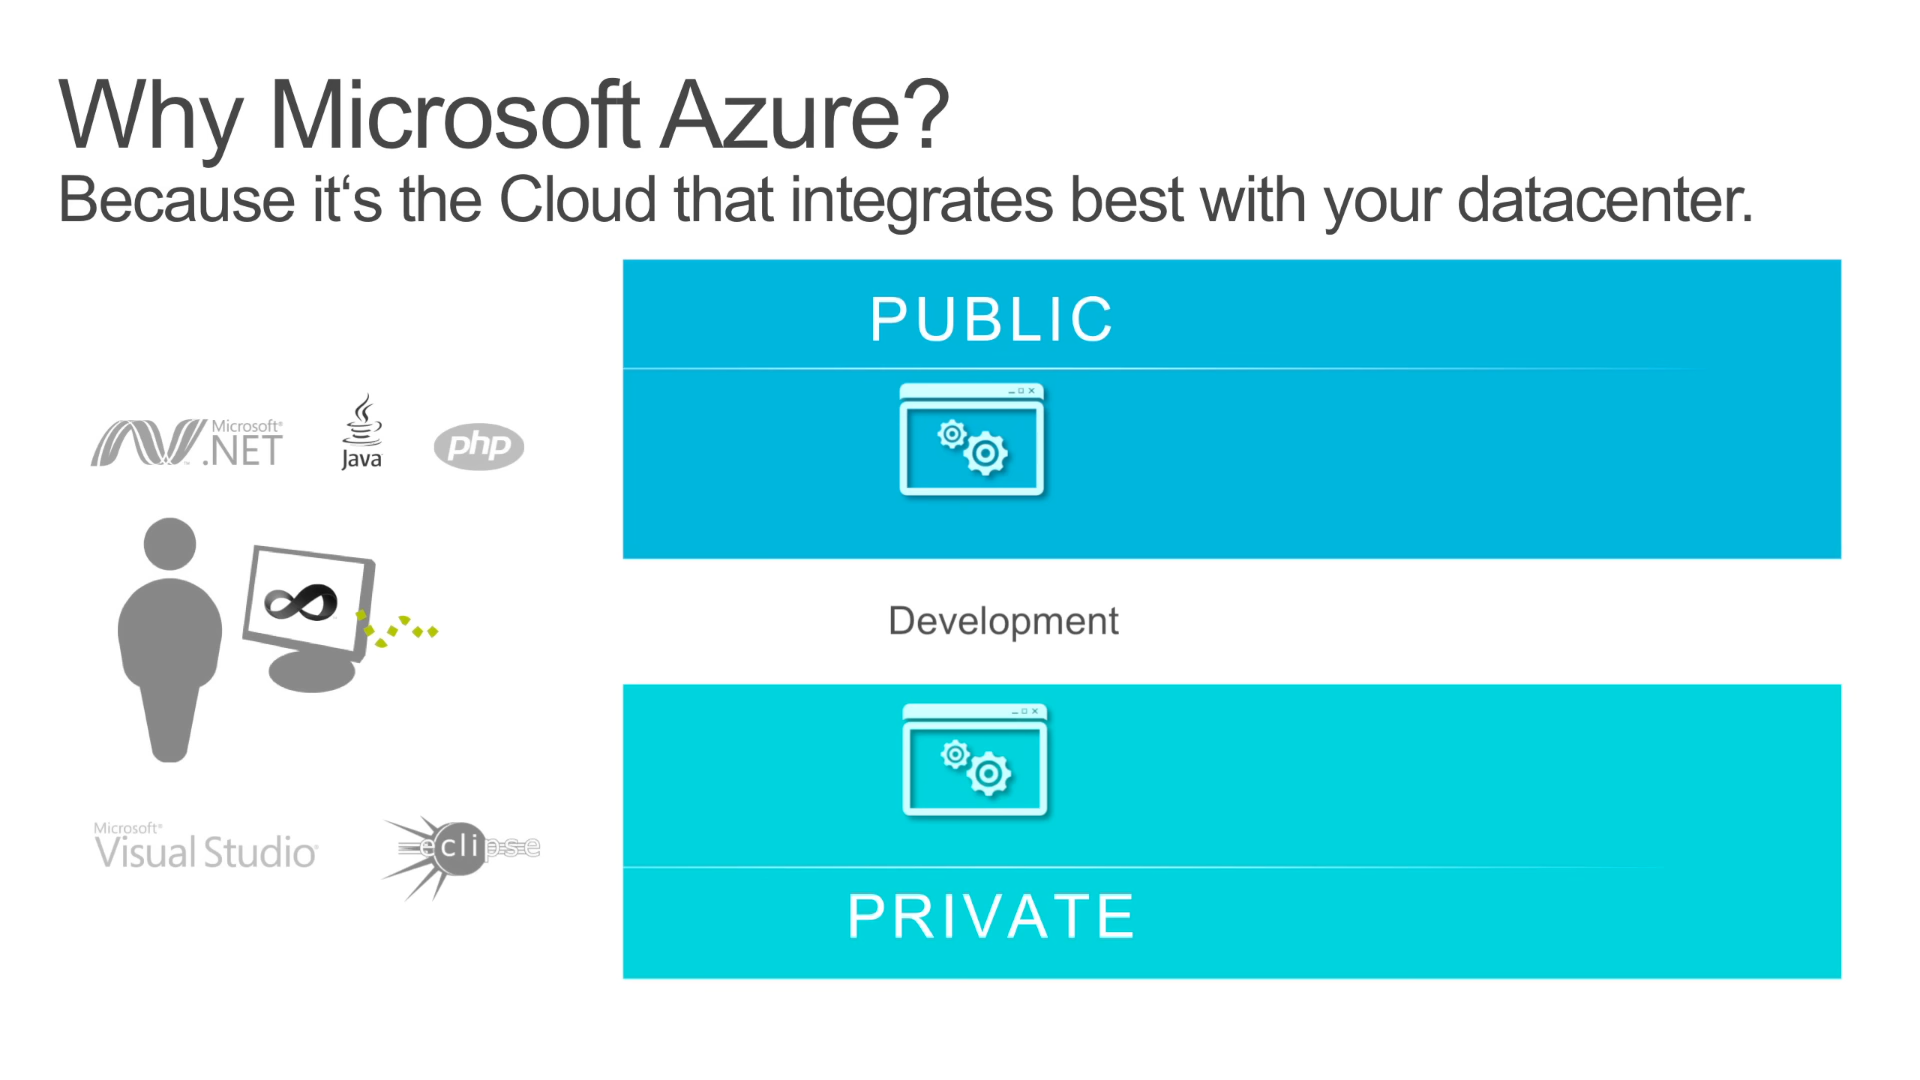 Why Microsoft Azure?
Because it‘s the Cloud that integrates best with your datacenter.
PUBLIC
Microsoft®
.NET
Java
php
Development
Microsoft®
Visual Studio®
eclipse
PRIVATE